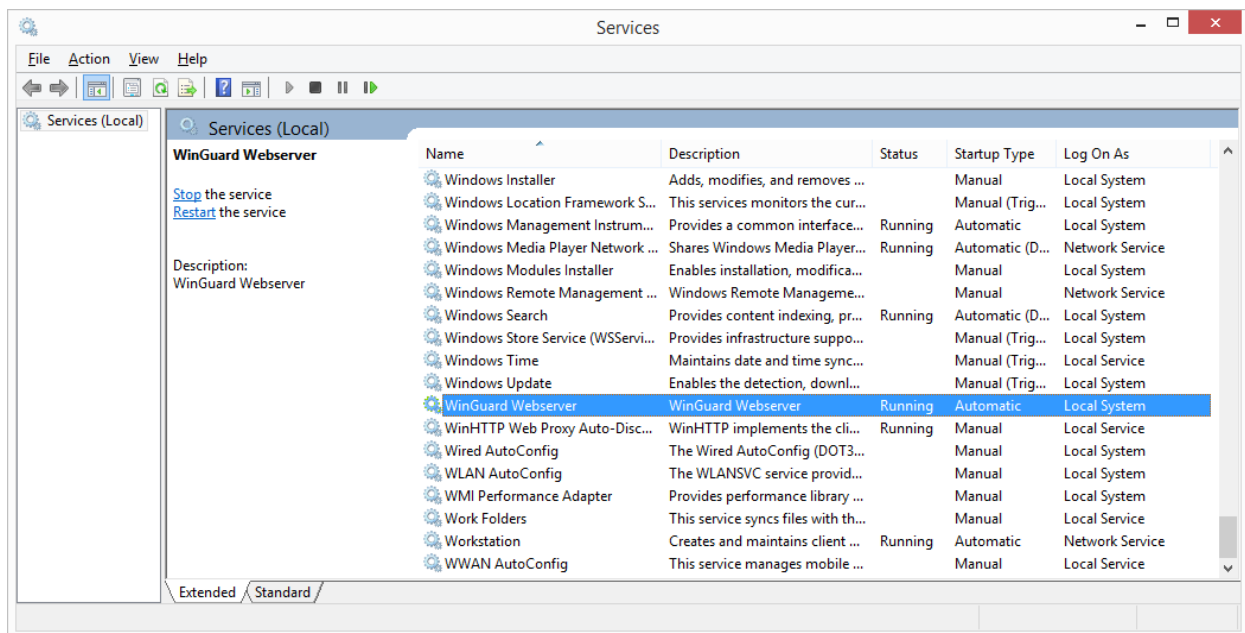 Services
File Action View Help
Services (Local)
Services (Local)
WinGuard Webserver
Stop the service
Restart the service
Description:
WinGuard Webserver
Name Description Status Startup Type Log On As
Windows Installer Adds, modifies, and removes ... Manual Local System
Windows Location Framework S... This services monitors the cur... Manual (Trig... Local System
Windows Management Instrum... Provides a common interface... Running Automatic Local System
Windows Media Player Network ... Shares Windows Media Player... Running Automatic (D... Network Service
Windows Modules Installer Enables installation, modifica... Manual Local System
Windows Remote Management ... Windows Remote Manageme... Manual Network Service
Windows Search Provides content indexing, pr... Running Automatic (D... Local System
Windows Store Service (WSServi... Provides infrastructure suppo... Manual (Trig... Local System
Windows Time Maintains date and time sync... Manual (Trig... Local Service
Windows Update Enables the detection, downl... Manual (Trig... Local System
WinGuard Webserver WinGuard Webserver Running Automatic Local System
WinHTTP Web Proxy Auto-Disc... WinHTTP implements the cli... Running Manual Local Service
Wired AutoConfig The Wired AutoConfig (DOT3... Manual Local System
WLAN AutoConfig The WLANSVC service provid... Manual Local System
WMI Performance Adapter Provides performance library ... Manual Local System
Work Folders This service syncs files with th... Manual Local Service
Workstation Creates and maintains client ... Running Automatic Network Service
WWAN AutoConfig This service manages mobile ... Manual Local Service
Extended Standard